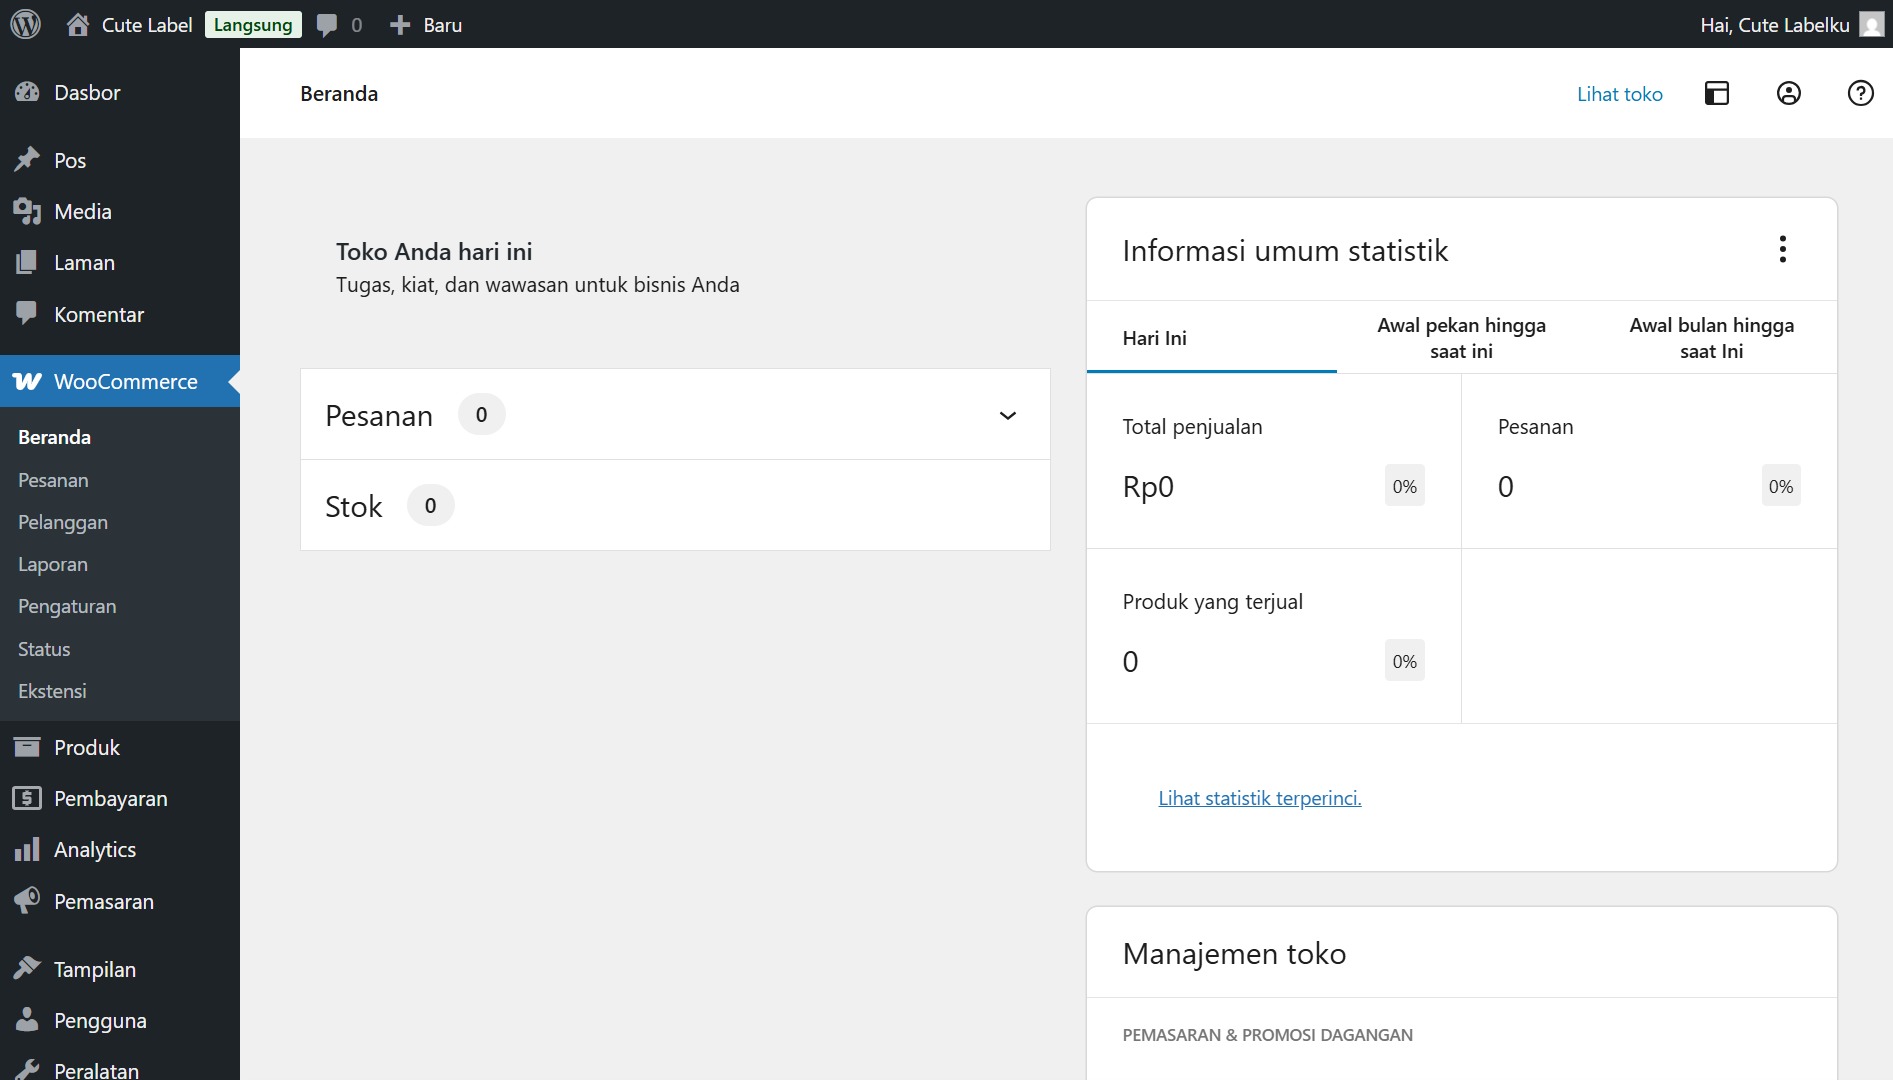 Cute Label
Langsung
0
Baru
Hai, Cute Labelku
Dasbor
Pos
Media
Laman
Komentar
WooCommerce
Beranda
Pesanan
Pelanggan
Laporan
Pengaturan
Status
Ekstensi
Produk
Pembayaran
Analytics
Pemasaran
Tampilan
Pengguna
Peralatan
Beranda
Lihat toko
Toko Anda hari ini
Tugas, kiat, dan wawasan untuk bisnis Anda
Pesanan 0
Stok 0
Informasi umum statistik
Hari Ini
Awal pekan hingga
saat ini
Awal bulan hingga
saat Ini
Total penjualan
Rp0 0%
Pesanan
0 0%
Produk yang terjual
0 0%
Lihat statistik terperinci.
Manajemen toko
PEMASARAN & PROMOSI DAGANGAN